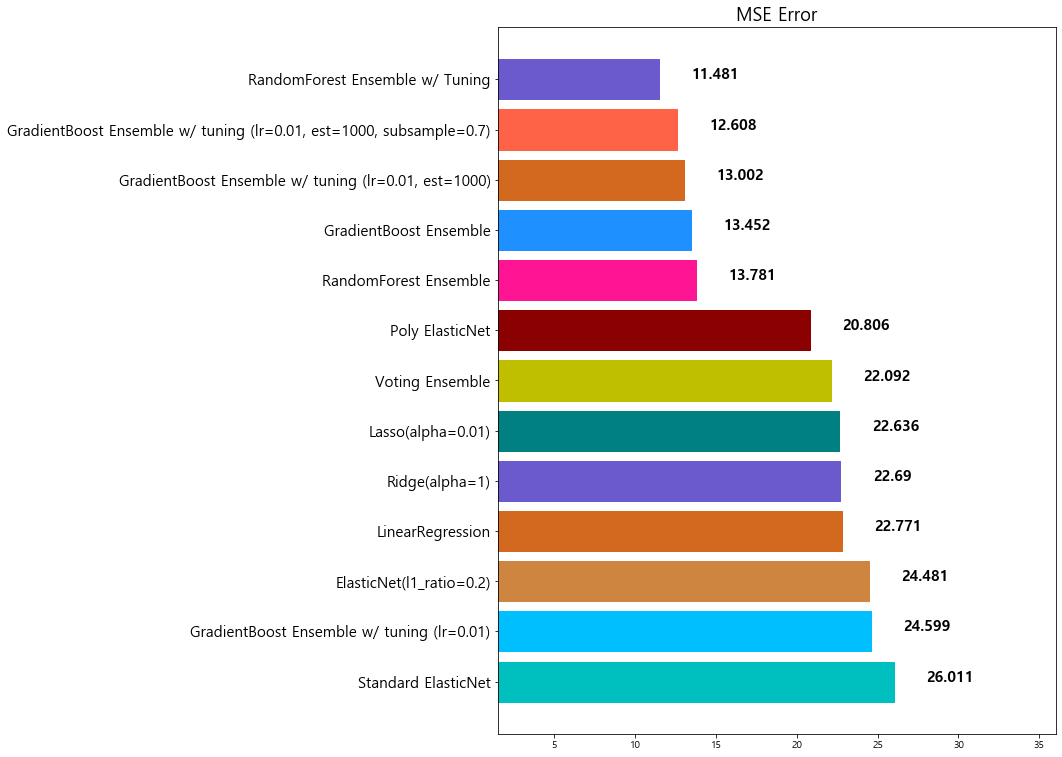 MSE Error
RandomForest Ensemble w/ Tuning 11.481
GradientBoost Ensemble w/ tuning (lr=0.01, est=1000, subsample=0.7) 12.608
GradientBoost Ensemble w/ tuning (lr=0.01, est=1000) 13.002
GradientBoost Ensemble 13.452
RandomForest Ensemble 13.781
Poly ElasticNet 20.806
Voting Ensemble 22.092
Lasso(alpha=0.01) 22.636
Ridge(alpha=1) 22.69
LinearRegression 22.771
ElasticNet(l1_ratio=0.2) 24.481
GradientBoost Ensemble w/ tuning (lr=0.01) 24.599
Standard ElasticNet 26.011
5 10 15 20 25 30 35